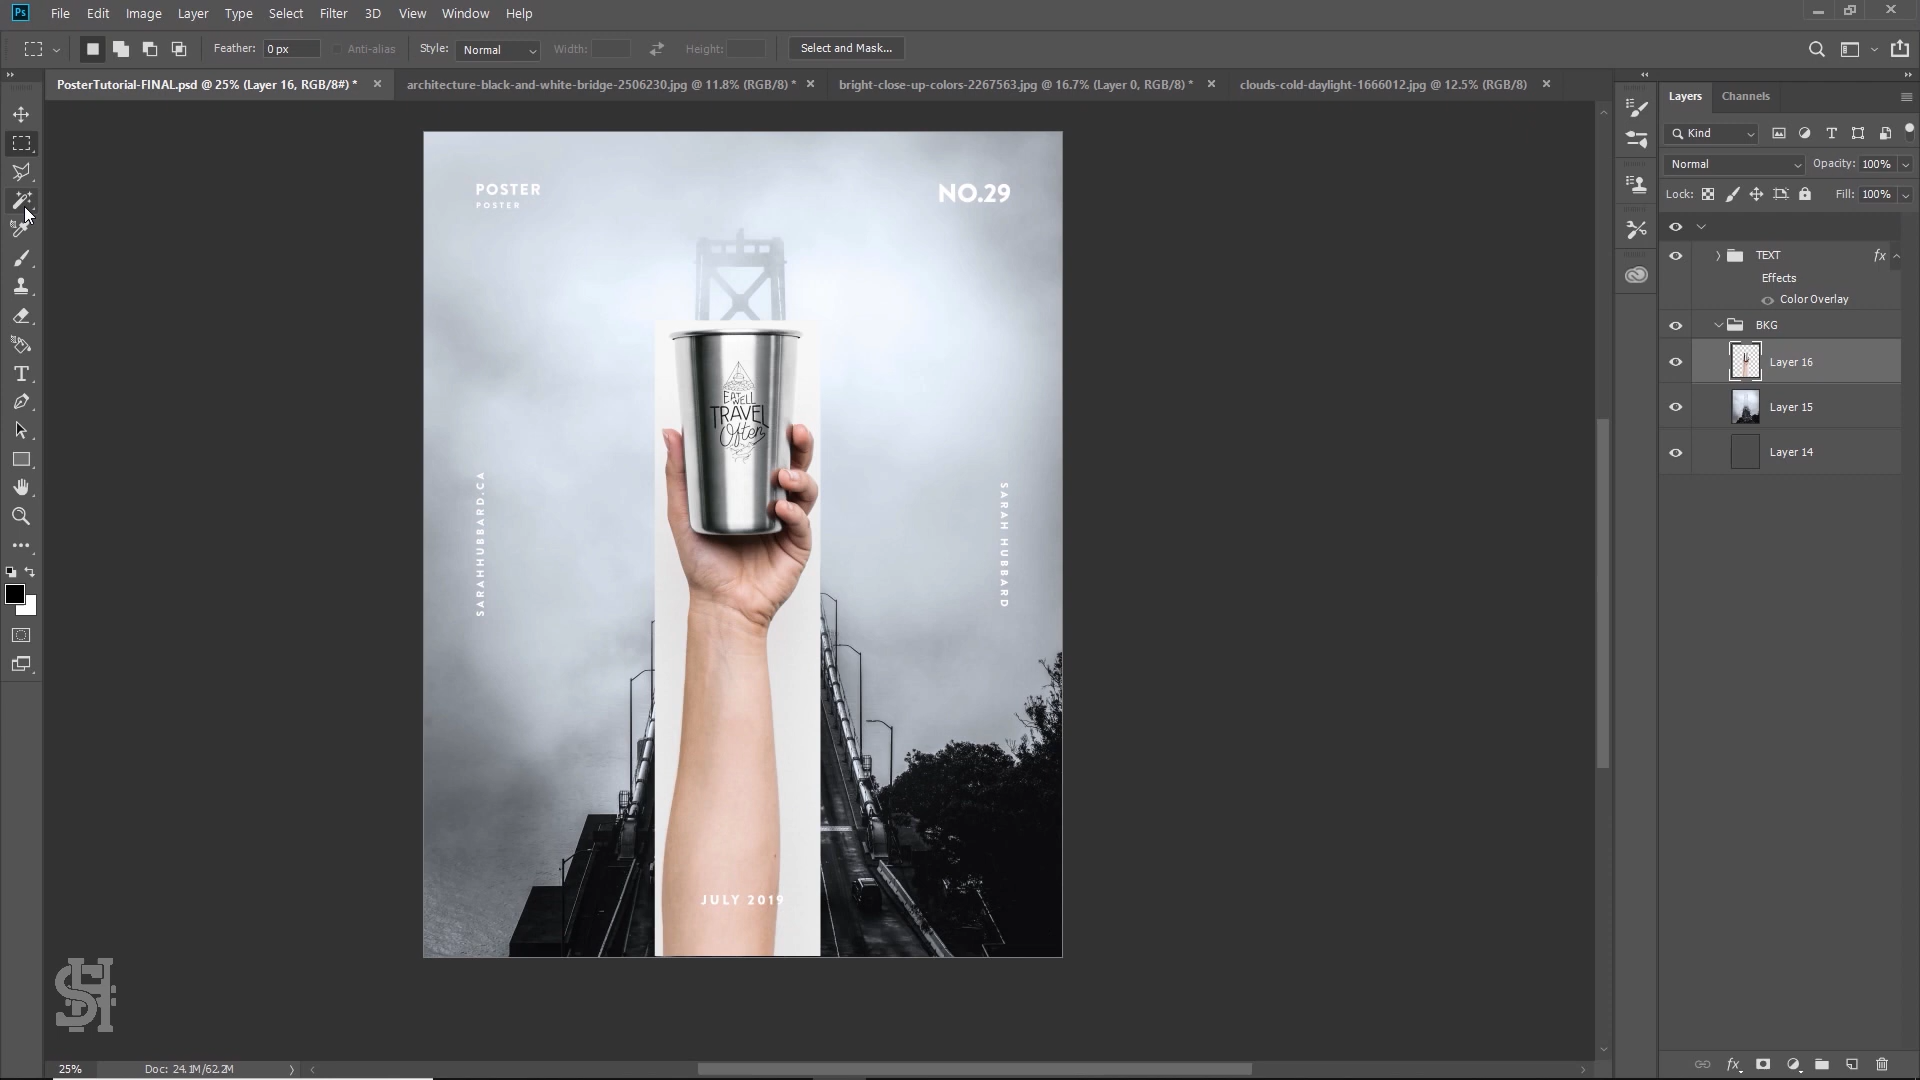 Ps File Edit Image Layer Type Select Filter 3D View Window Help
Feather: 0 px Anti-alias Style: Normal Width: Height: Select and Mask...
PosterTutorial-FINAL.psd @ 25% (Layer 16, RGB/8#) * architecture-black-and-white-bridge-2506230.jpg @ 11.8% (RGB/8) * bright-close-up-colors-2267563.jpg @ 16.7% (Layer 0, RGB/8) * clouds-cold-daylight-1666012.jpg @ 12.5% (RGB/8)
POSTER
POSTER
NO.29
EAT WELL
TRAVEL
Often
SARAHHUBBARD.CA
SARAH HUBBARD
JULY 2019
SH
Layers Channels
Kind
Normal Opacity: 100%
Lock: Fill: 100%
TEXT fx
Effects
Color Overlay
BKG
Layer 16
Layer 15
Layer 14
fx
25% Doc: 24.1M/62.2M